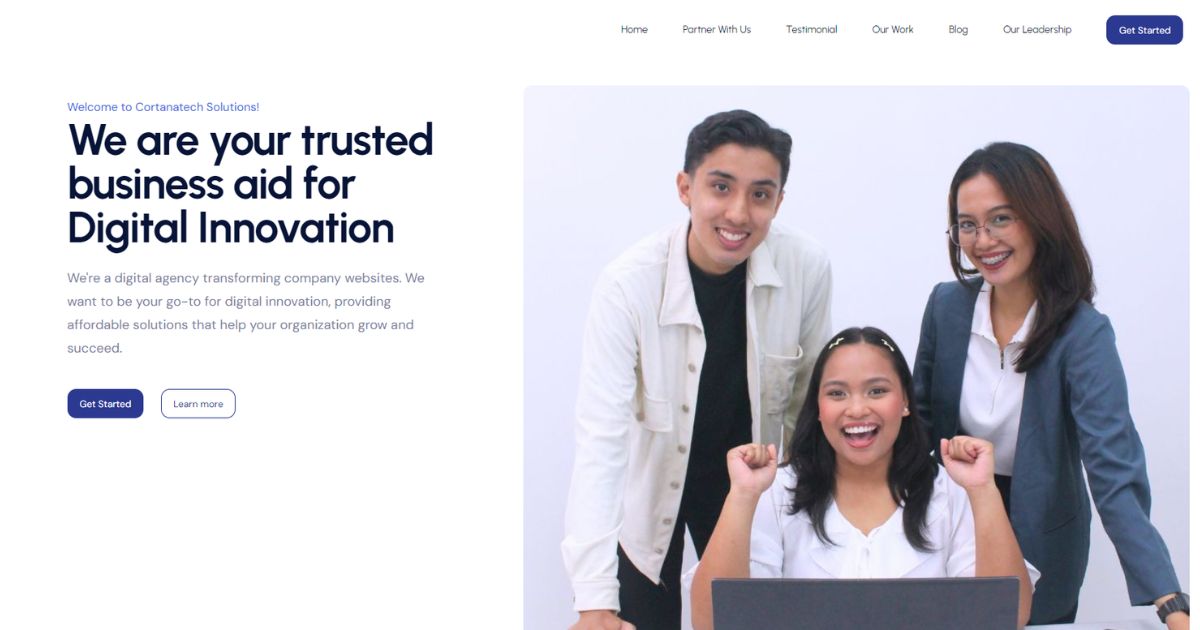 Home Partner With Us Testimonial Our Work Blog Our Leadership Get Started
Welcome to Cortanatech Solutions!
We are your trusted
business aid for
Digital Innovation
We're a digital agency transforming company websites. We
want to be your go-to for digital innovation, providing
affordable solutions that help your organization grow and
succeed.
Get Started Learn more